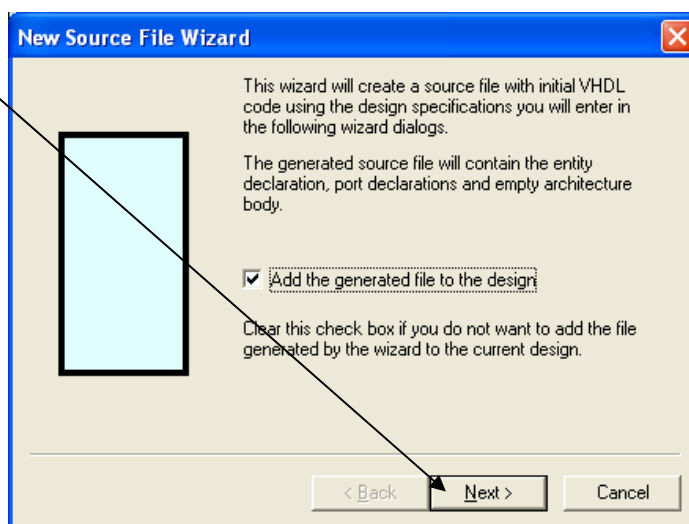 New Source File Wizard
This wizard will create a source file with initial VHDL
code using the design specifications you will enter in
the following wizard dialogs.
The generated source file will contain the entity
declaration, port declarations and empty architecture
body.
Add the generated file to the design
Clear this check box if you do not want to add the file
generated by the wizard to the current design.
< Back Next > Cancel